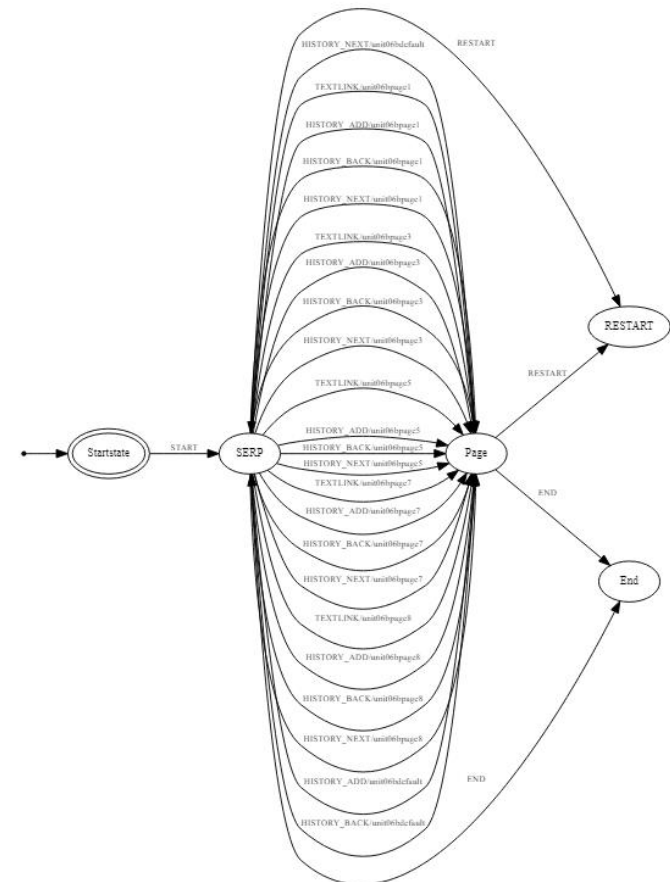 HISTORY_NEXT/unit06bdefault
RESTART
TEXTLINK/unit06bpage1
HISTORY_ADD/unit06bpage1
HISTORY_BACK/unit06bpage1
HISTORY_NEXT/unit06bpage1
TEXTLINK/unit06bpage3
HISTORY_ADD/unit06bpage3
HISTORY_BACK/unit06bpage3
RESTART
HISTORY_NEXT/unit06bpage3
RESTART
TEXTLINK/unit06bpage5
HISTORY_ADD/unit06bpage5
Startstate
START
SERP
HISTORY_BACK/unit06bpage5
Page
HISTORY_NEXT/unit06bpage5
TEXTLINK/unit06bpage7
END
HISTORY_ADD/unit06bpage7
HISTORY_BACK/unit06bpage7
HISTORY_NEXT/unit06bpage7
End
TEXTLINK/unit06bpage8
HISTORY_ADD/unit06bpage8
HISTORY_BACK/unit06bpage8
HISTORY_NEXT/unit06bpage8
END
HISTORY_ADD/unit06bdefault
HISTORY_BACK/unit06bdefault